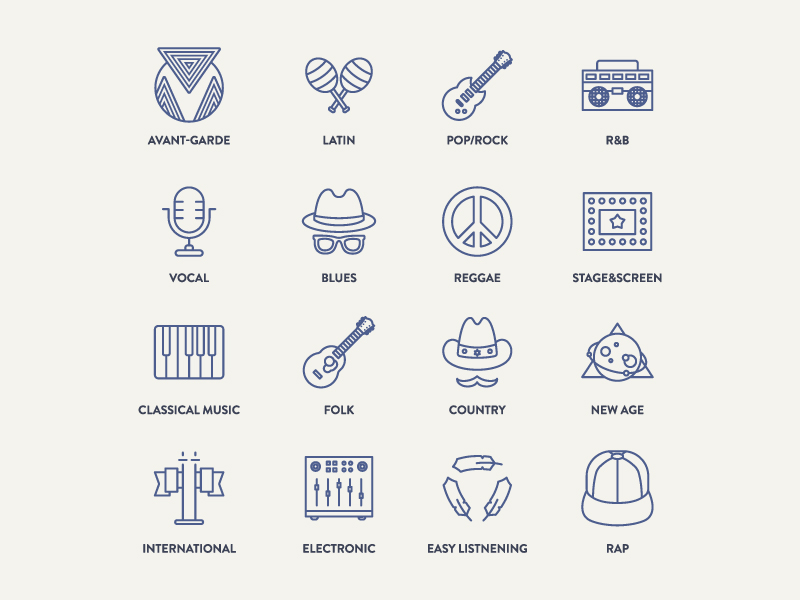 AVANT-GARDE
LATIN
POP/ROCK
R&B
VOCAL
BLUES
REGGAE
STAGE&SCREEN
CLASSICAL MUSIC
FOLK
COUNTRY
NEW AGE
INTERNATIONAL
ELECTRONIC
EASY LISTNENING
RAP